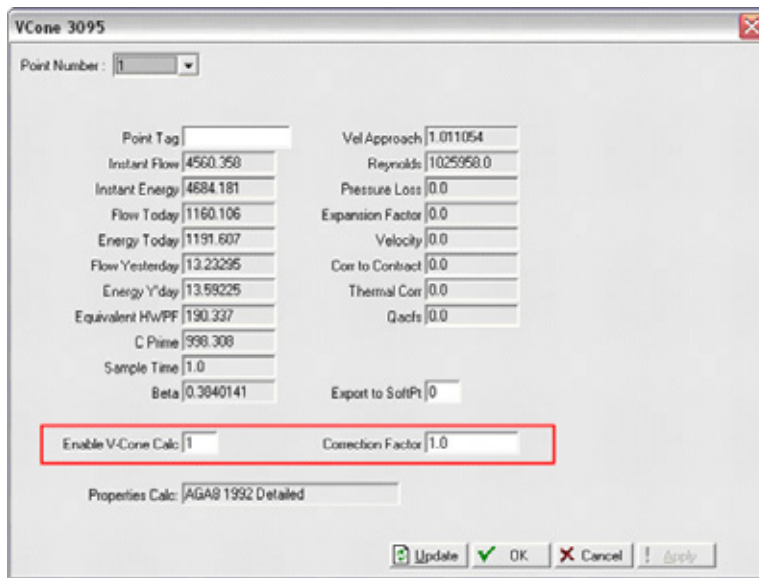 VCone 3095
Point Number : 1
Point Tag
Vel Approach 1.011054
Instant Flow 4560.358
Reynolds 1025958.0
Instant Energy 4684.181
Pressure Loss 0.0
Flow Today 1160.106
Expansion Factor 0.0
Energy Today 1191.607
Velocity 0.0
Flow Yesterday 13.23295
Corr to Contract 0.0
Energy Y'day 13.59225
Thermal Corr 0.0
Equivalent HWPF 190.337
Qacfs 0.0
C Prime 998.308
Sample Time 1.0
Beta 0.3840141
Export to SoftPt 0
Enable V-Cone Calc 1
Correction Factor 1.0
Properties Calc: AGA8 1992 Detailed
Update OK Cancel ! Apply